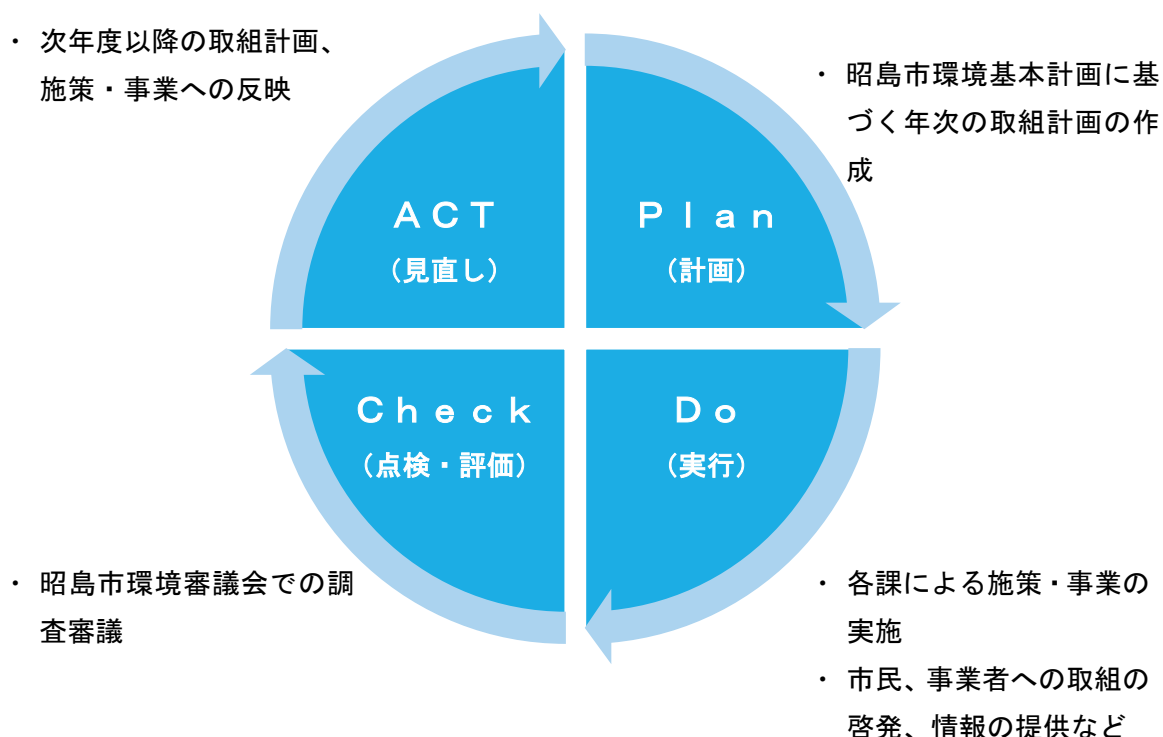 ・ 次年度以降の取組計画、
施策・事業への反映
・ 昭島市環境基本計画に基
づく年次の取組計画の作
成
ＡＣＴ
（見直し）
Ｐｌａｎ
（計画）
Ｃｈｅｃｋ
（点検・評価）
Ｄｏ
（実行）
・ 昭島市環境審議会での調
査審議
・ 各課による施策・事業の
実施
・ 市民、事業者への取組の
啓発、情報の提供など